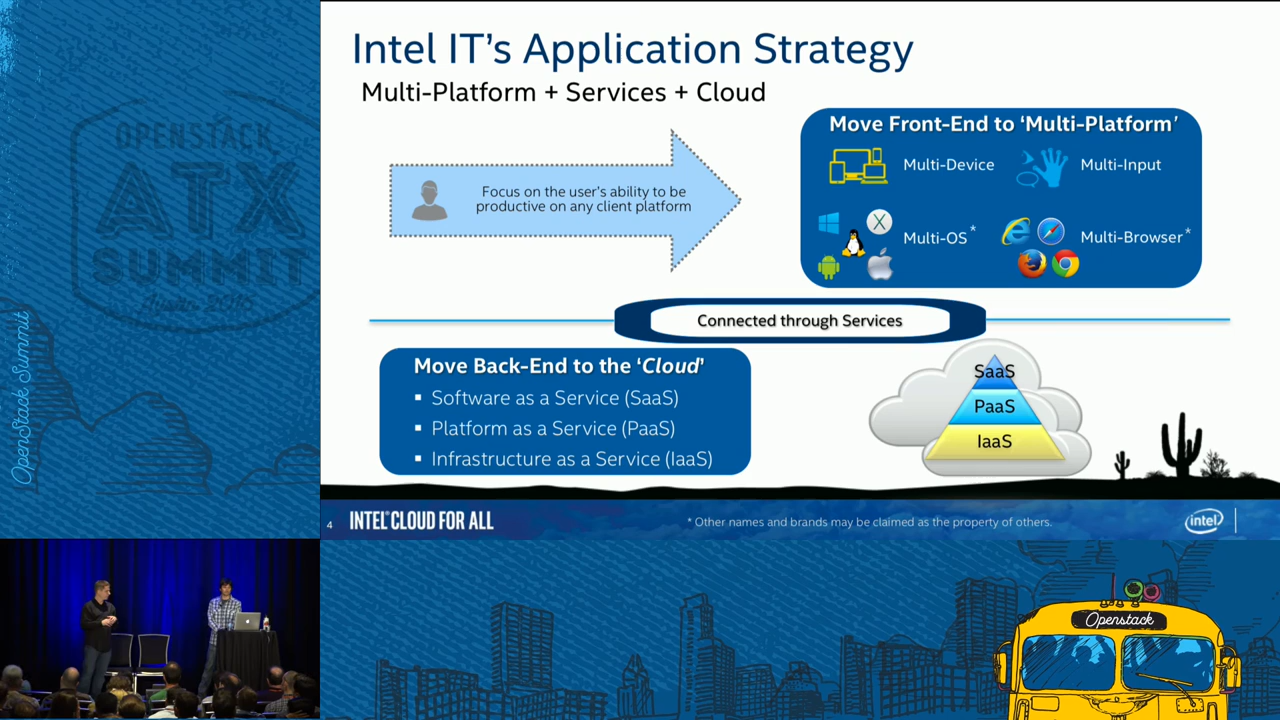 OPENSTACK
ATX
SUMMIT
Austin 2016
OpenStack Summit
Intel IT's Application Strategy
Multi-Platform + Services + Cloud
Focus on the user's ability to be
productive on any client platform
Move Front-End to 'Multi-Platform'
Multi-Device
Multi-Input
X
Multi-OS*
Multi-Browser*
Connected through Services
Move Back-End to the 'Cloud'
▪ Software as a Service (SaaS)
▪ Platform as a Service (PaaS)
▪ Infrastructure as a Service (IaaS)
SaaS
PaaS
IaaS
4
INTEL® CLOUD FOR ALL
* Other names and brands may be claimed as the property of others.
intel
Openstack